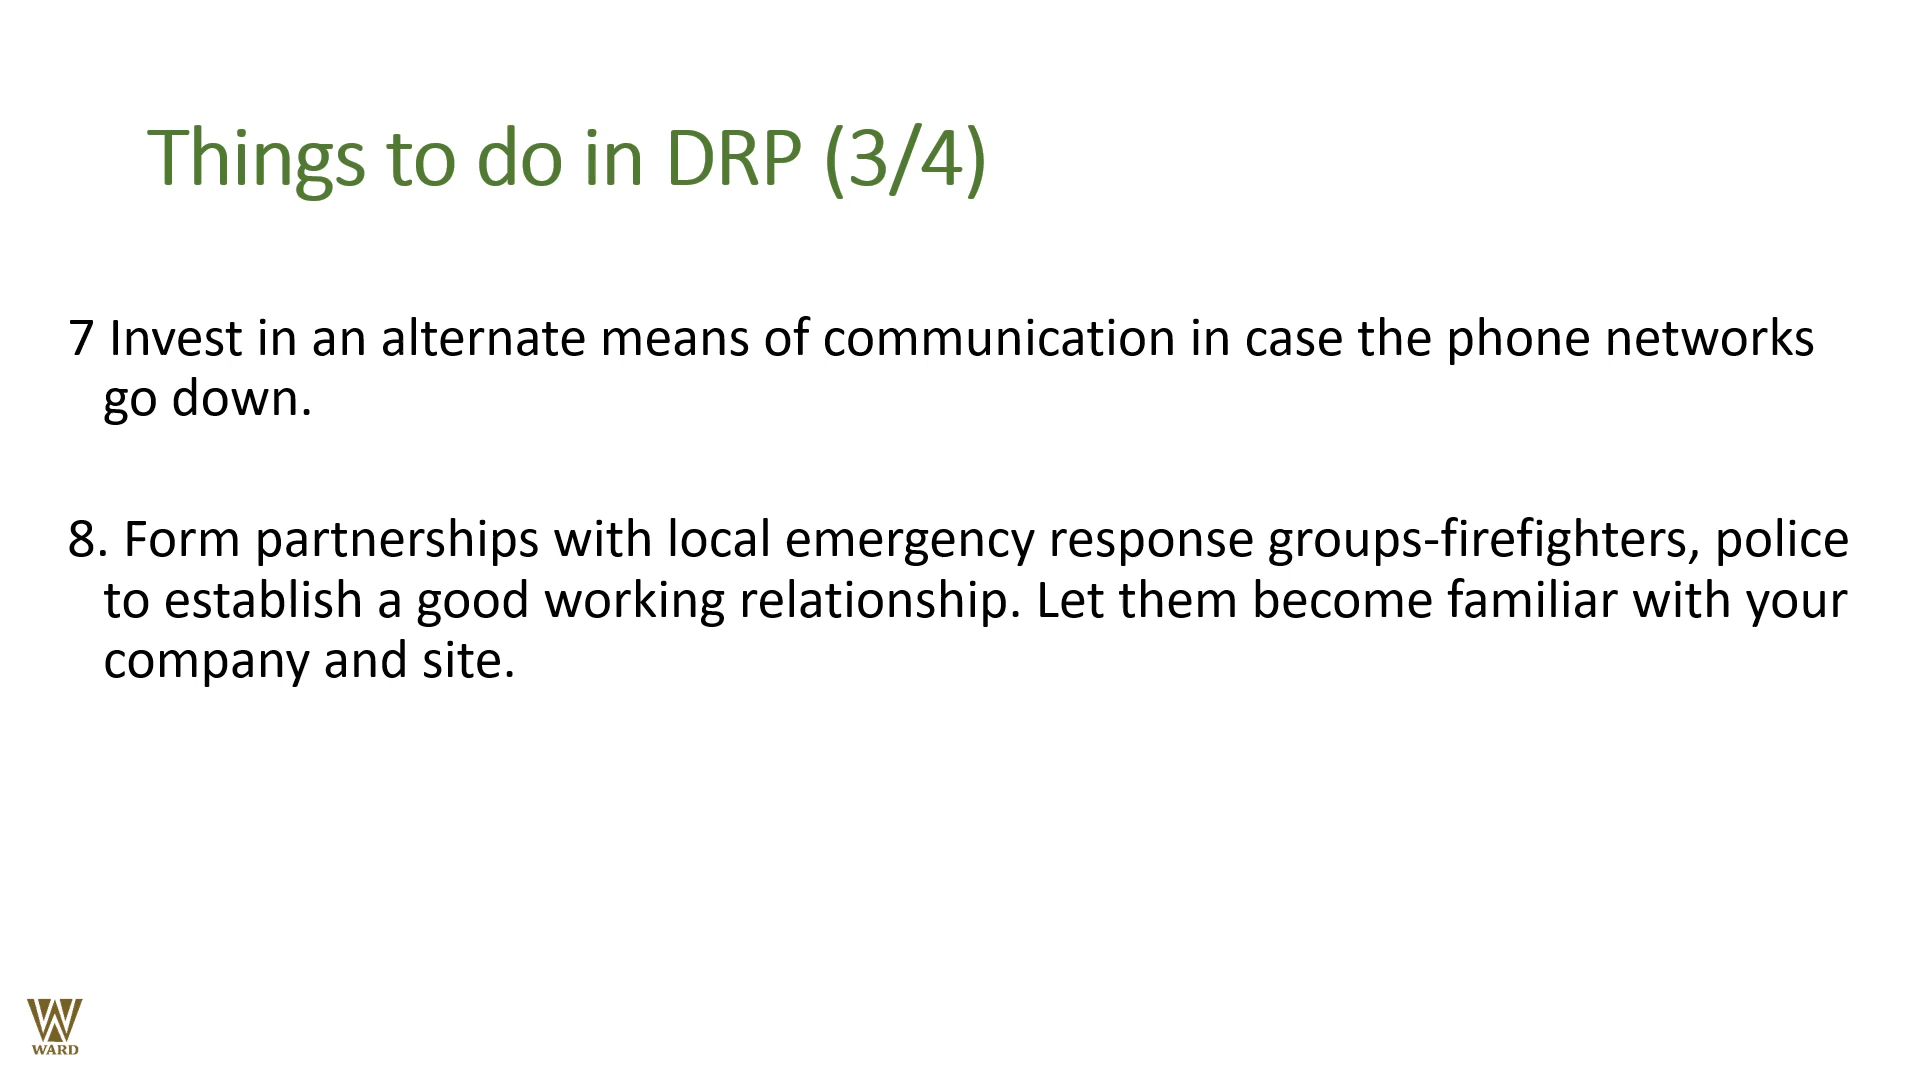 Things to do in DRP (3/4)
7 Invest in an alternate means of communication in case the phone networks
go down.
8. Form partnerships with local emergency response groups-firefighters, police
to establish a good working relationship. Let them become familiar with your
company and site.
WARD